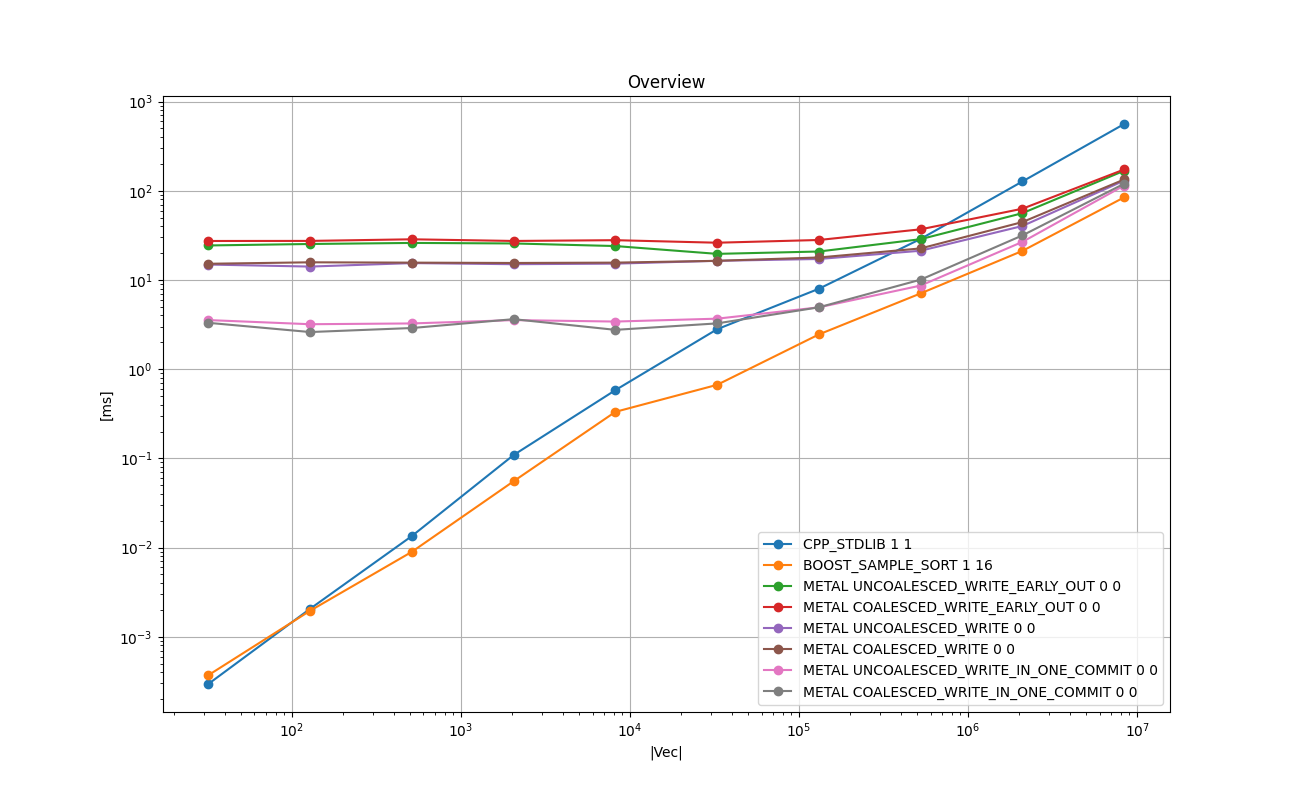 Overview
[ms]
10³
10²
10¹
10⁰
10⁻¹
10⁻²
10⁻³
CPP_STDLIB 1 1
BOOST_SAMPLE_SORT 1 16
METAL UNCOALESCED_WRITE_EARLY_OUT 0 0
METAL COALESCED_WRITE_EARLY_OUT 0 0
METAL UNCOALESCED_WRITE 0 0
METAL COALESCED_WRITE 0 0
METAL UNCOALESCED_WRITE_IN_ONE_COMMIT 0 0
METAL COALESCED_WRITE_IN_ONE_COMMIT 0 0
10² 10³ 10⁴ 10⁵ 10⁶ 10⁷
|Vec|